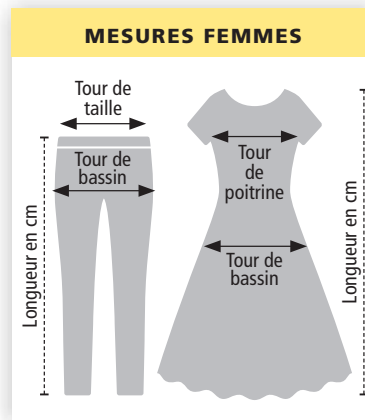 MESURES FEMMES
Tour de
taille
Tour de
bassin
Longueur en cm
Tour
de
poitrine
Tour de
bassin
Longueur en cm